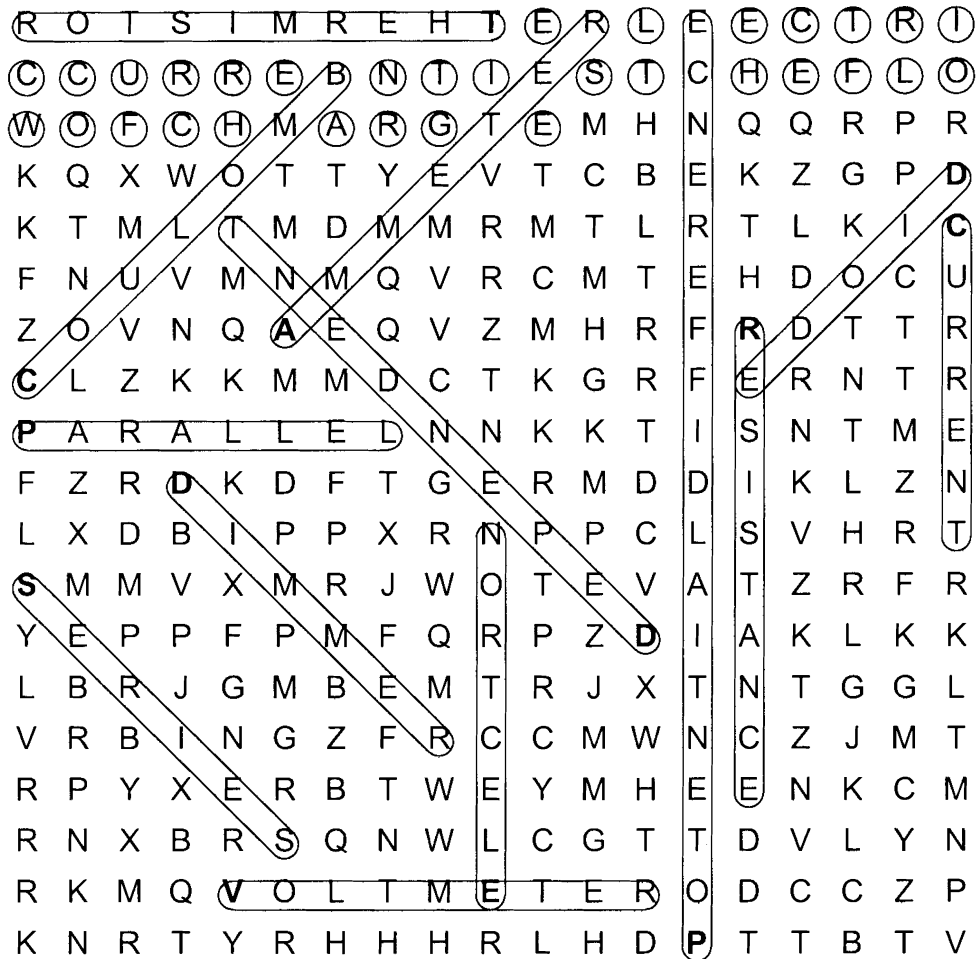 R O T S I M R E H T E R L E E C T R I
C C U R R E B N T I E S T C H E F L O
W O F C H M A R G T E M H N Q Q R P R
K Q X W O T T Y E V T C B E K Z G P D
K T M L T M D M M R M T L R T L K I C
F N U V M N M Q V R C M T E H D O C U
Z O V N Q A E Q V Z M H R F R D T T R
C L Z K K M M D C T K G R F E R N T R
P A R A L L E L N N K K T I S N T M E
F Z R D K D F T G E R M D D I K L Z N
L X D B I P P X R N P P C L S V H R T
S M M V X M R J W O T E V A T Z R F R
Y E P P F P M F Q R P Z D I A K L K K
L B R J G M B E M T R J X T N T G G L
V R B I N G Z F R C C M W N C Z J M T
R P Y X E R B T W E Y M H E E N K C M
R N X B R S Q N W L C G T T D V L Y N
R K M Q V O L T M E T E R O D C C Z P
K N R T Y R H H H R L H D P T T B T V